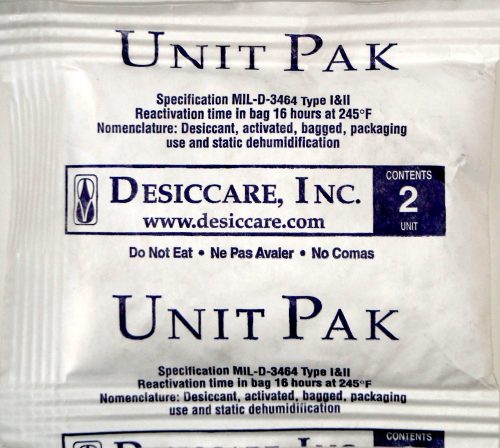 UNIT PAK
Specification MIL-D-3464 Type I&II
Reactivation time in bag 16 hours at 245°F
Nomenclature: Desiccant, activated, bagged, packaging
use and static dehumidification
DESICCARE, INC.
www.desiccare.com
CONTENTS
2
UNIT
Do Not Eat • Ne Pas Avaler • No Comas
UNIT PAK
Specification MIL-D-3464 Type I&II
Reactivation time in bag 16 hours at 245°F
Nomenclature: Desiccant, activated, bagged, packaging
use and static dehumidification
DESICCARE, INC.
CONTENTS